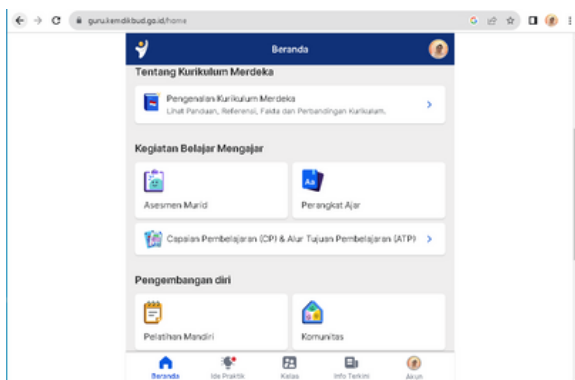 guru.kemdikbud.go.id/home
Beranda
Tentang Kurikulum Merdeka
Pengenalan Kurikulum Merdeka
Lihat Panduan, Referensi, Fakta dan Perbandingan Kurikulum.
Kegiatan Belajar Mengajar
Asesmen Murid
Perangkat Ajar
Capaian Pembelajaran (CP) & Alur Tujuan Pembelajaran (ATP)
Pengembangan diri
Pelatihan Mandiri
Komunitas
Beranda
Ide Praktik
Kelas
Info Terkini
Akun